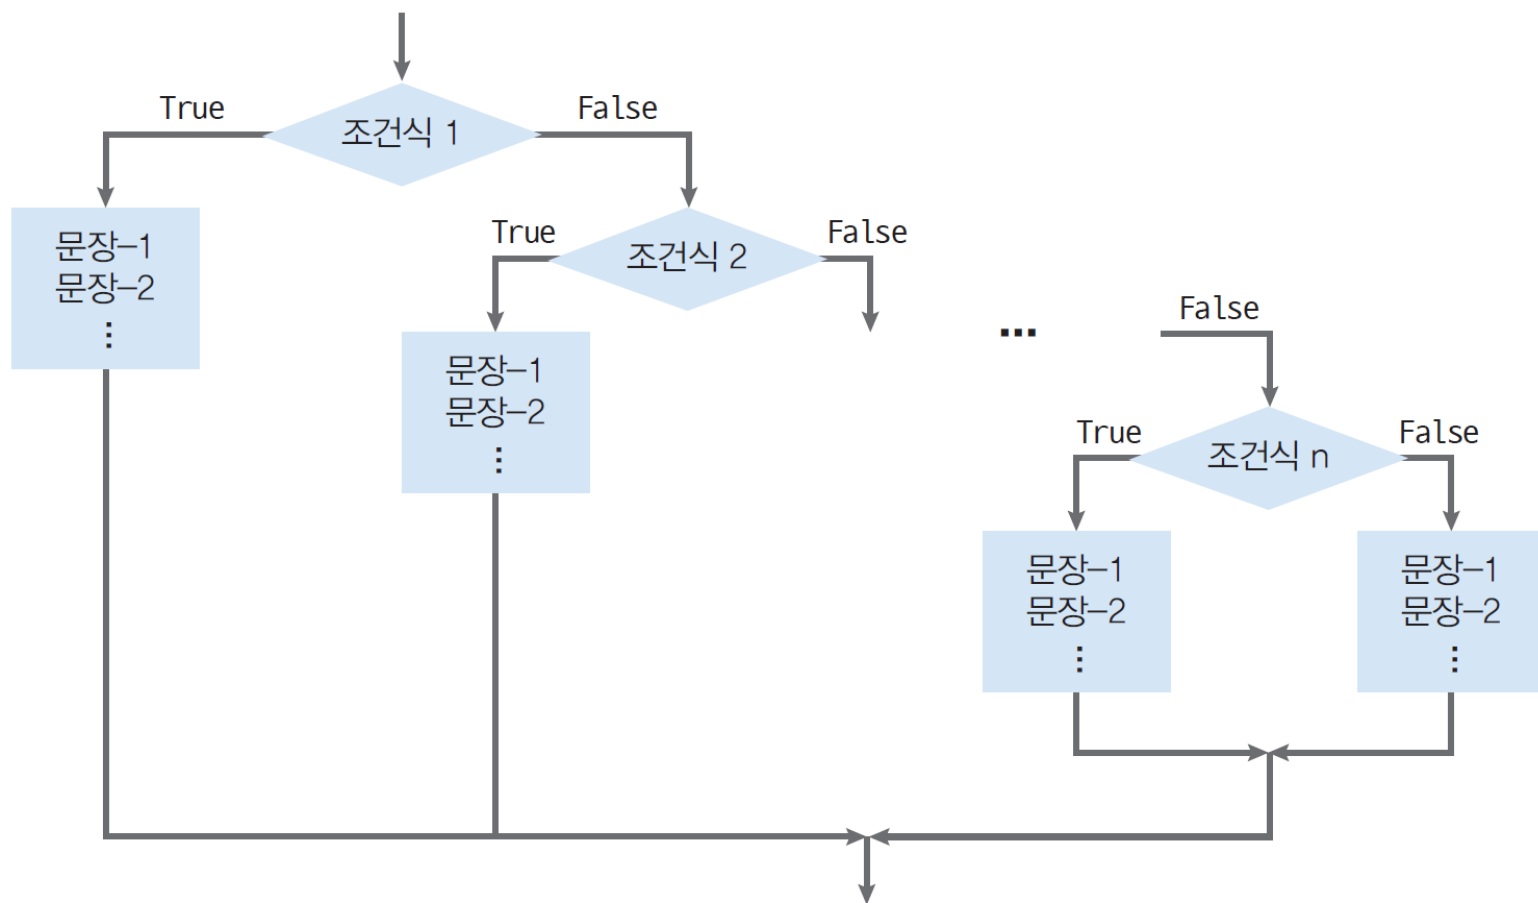 True
False
조건식 1
문장-1
문장-2
⋮
True
False
조건식 2
문장-1
문장-2
⋮
...
False
True
False
조건식 n
문장-1
문장-2
⋮
문장-1
문장-2
⋮